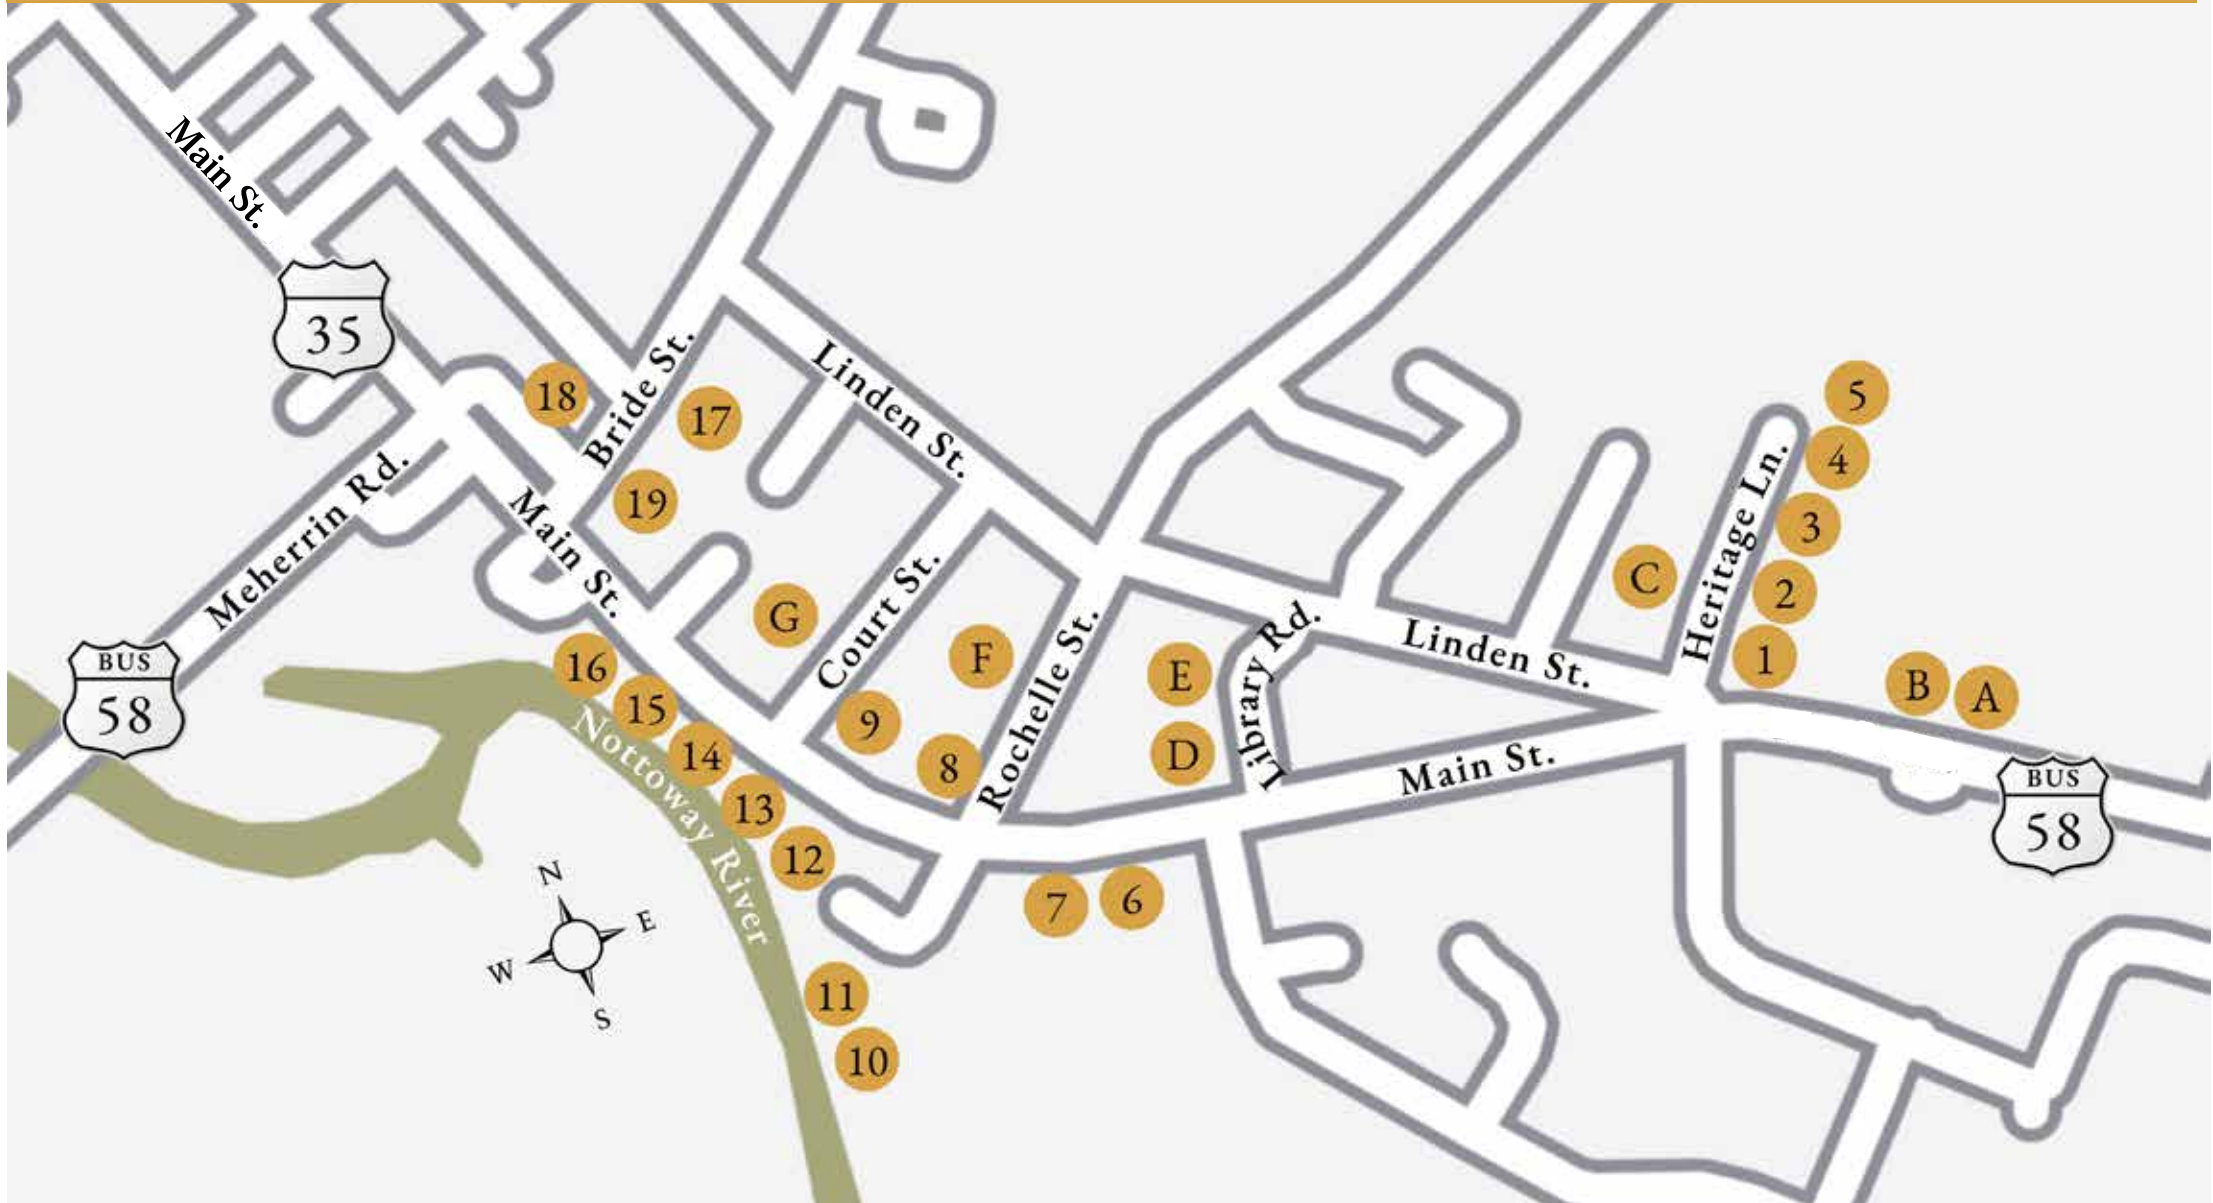 Main St.
35
18
Bride St.
17
Linden St.
5
4
Meherrin Rd.
19
3
Heritage Ln.
Main St.
C
2
G
Court St.
F
Rochelle St.
E
Library Rd.
Linden St.
1
B
A
BUS
58
16
15
14
13
12
9
8
D
Main St.
BUS
58
Nottoway River
7
6
N
E
W
S
11
10